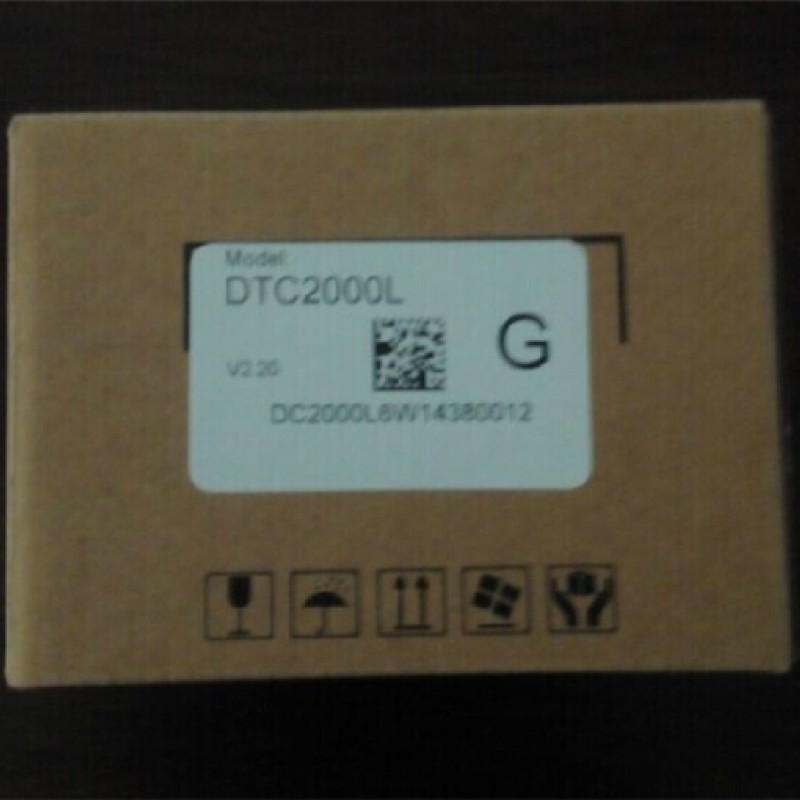 Model:
DTC2000L
G
V2.20
DC2000L6W14380012